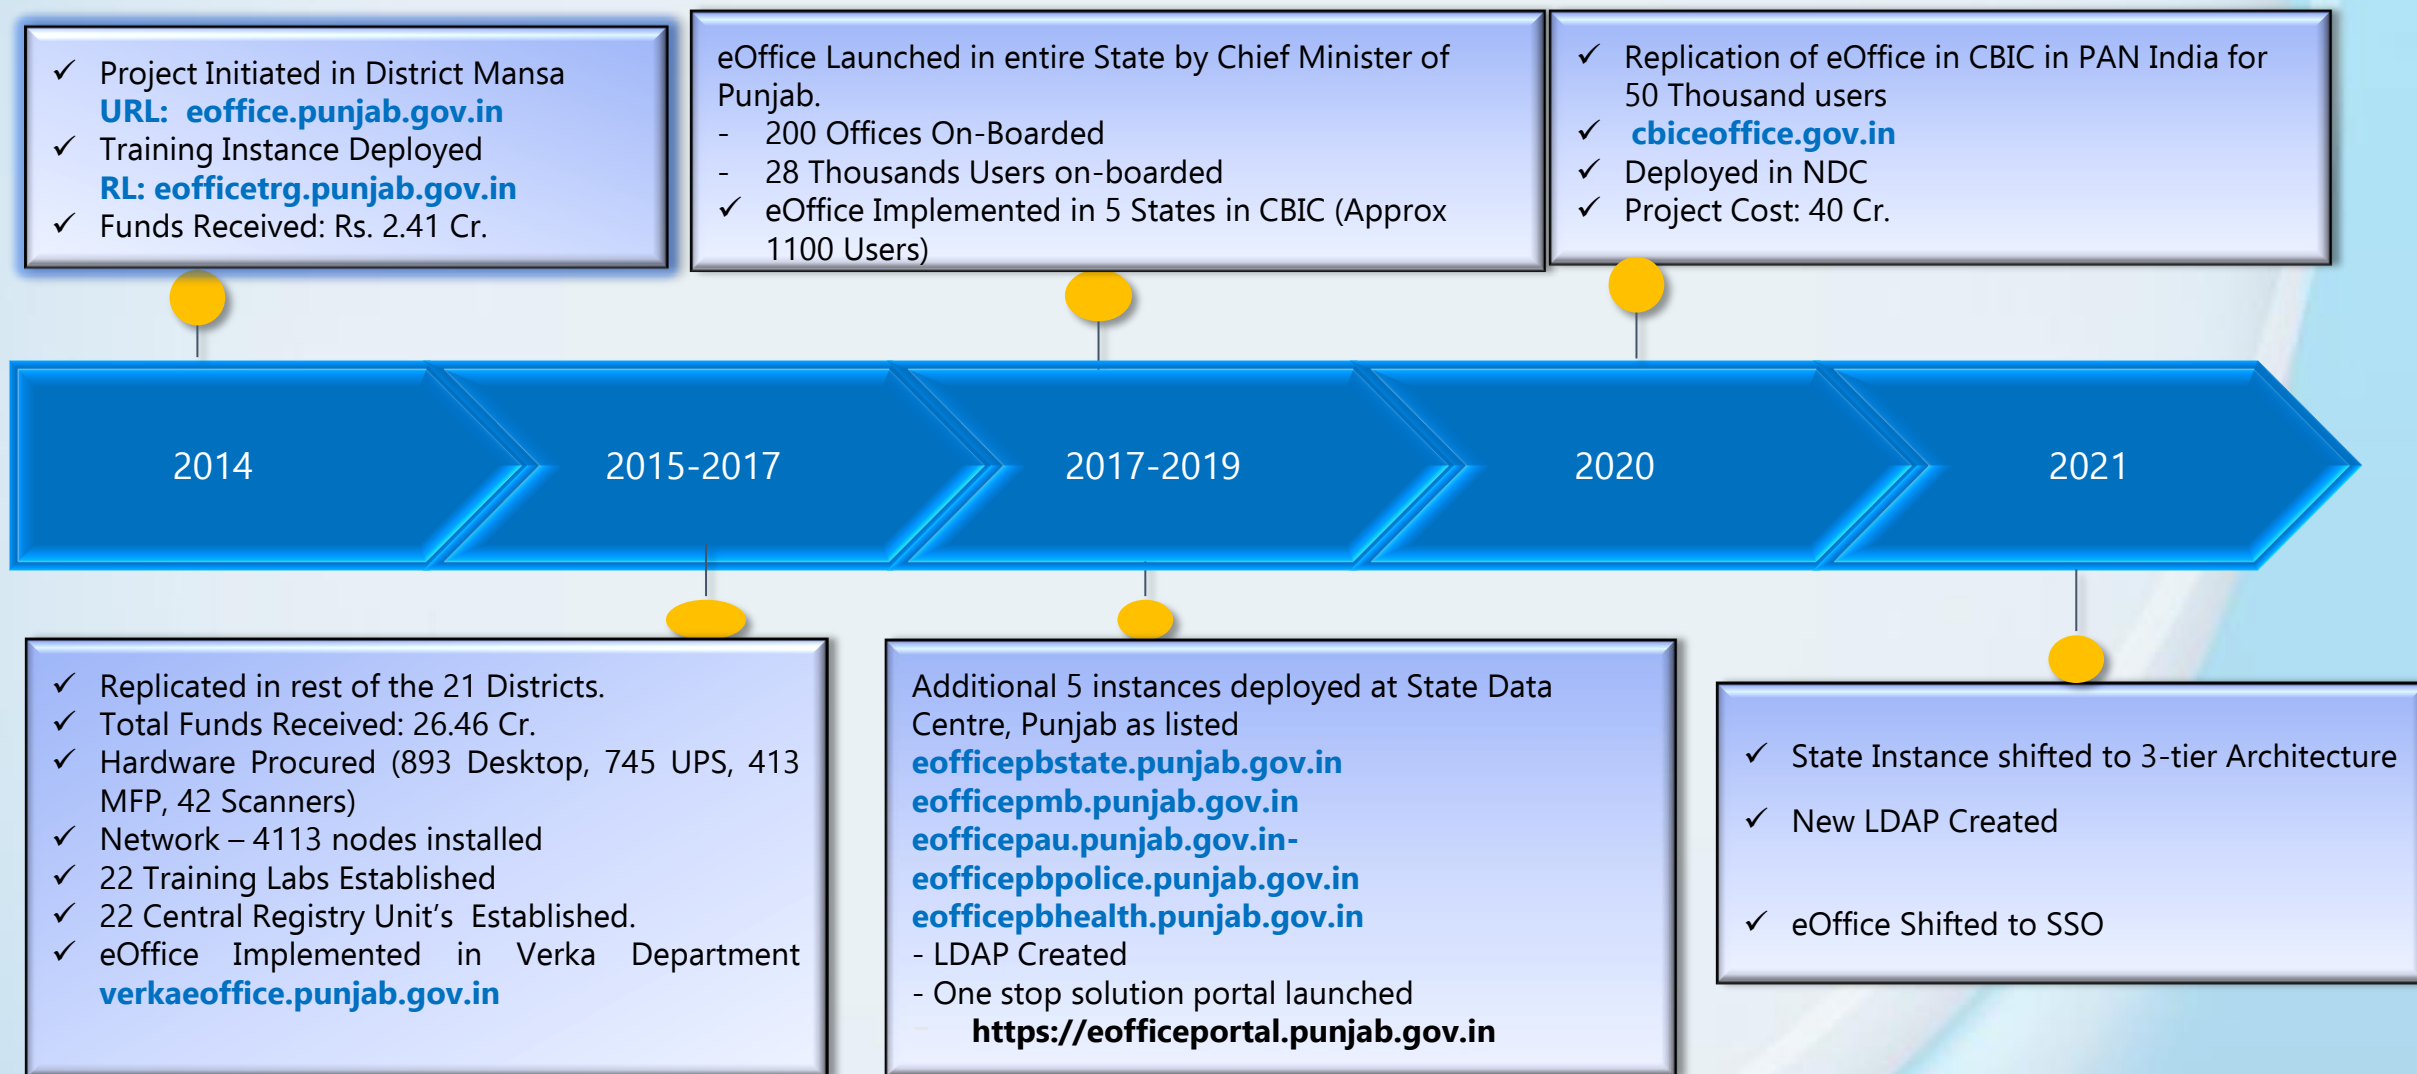 ✓ Project Initiated in District Mansa
URL: eoffice.punjab.gov.in
✓ Training Instance Deployed
RL: eofficetrg.punjab.gov.in
✓ Funds Received: Rs. 2.41 Cr.
eOffice Launched in entire State by Chief Minister of
Punjab.
- 200 Offices On-Boarded
- 28 Thousands Users on-boarded
✓ eOffice Implemented in 5 States in CBIC (Approx
1100 Users)
✓ Replication of eOffice in CBIC in PAN India for
50 Thousand users
✓ cbiceoffice.gov.in
✓ Deployed in NDC
✓ Project Cost: 40 Cr.
2014
2015-2017
2017-2019
2020
2021
✓ Replicated in rest of the 21 Districts.
✓ Total Funds Received: 26.46 Cr.
✓ Hardware Procured (893 Desktop, 745 UPS, 413
MFP, 42 Scanners)
✓ Network – 4113 nodes installed
✓ 22 Training Labs Established
✓ 22 Central Registry Unit’s Established.
✓ eOffice Implemented in Verka Department
verkaeoffice.punjab.gov.in
Additional 5 instances deployed at State Data
Centre, Punjab as listed
eofficepbstate.punjab.gov.in
eofficepmb.punjab.gov.in
eofficepau.punjab.gov.in-
eofficepbpolice.punjab.gov.in
eofficepbhealth.punjab.gov.in
- LDAP Created
- One stop solution portal launched
- https://eofficeportal.punjab.gov.in
✓ State Instance shifted to 3-tier Architecture
✓ New LDAP Created
✓ eOffice Shifted to SSO